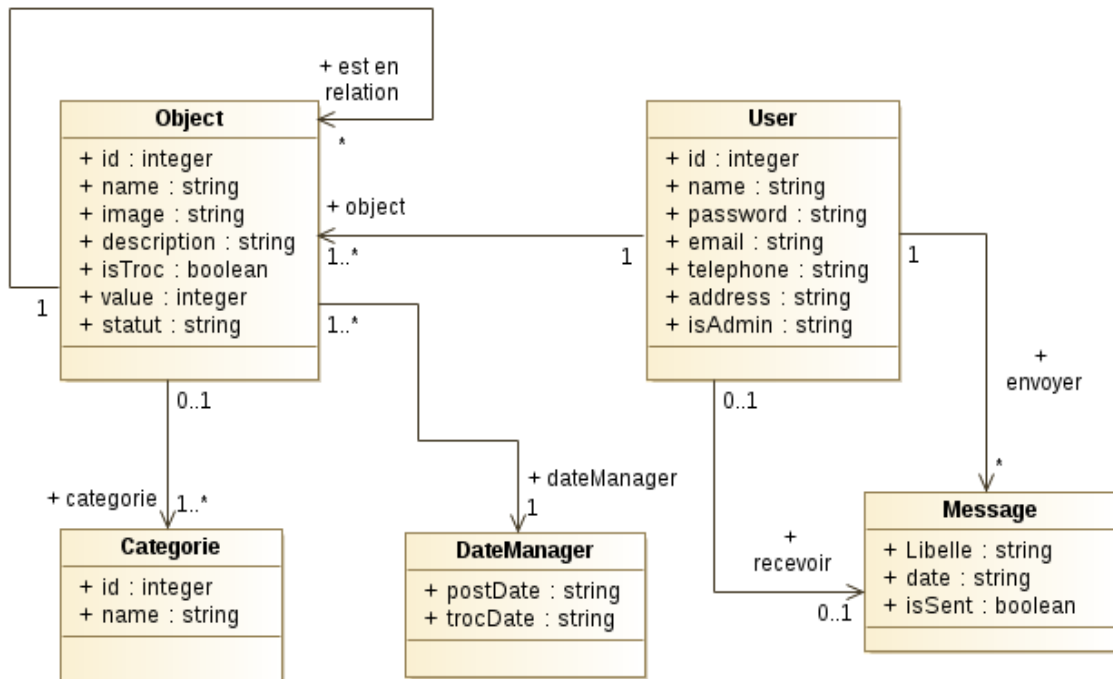 + est en
relation
*
Object
+ id : integer
+ name : string
+ image : string
+ description : string
+ isTroc : boolean
+ value : integer
+ statut : string
1
+ object
1..*
1
User
+ id : integer
+ name : string
+ password : string
+ email : string
+ telephone : string
+ address : string
+ isAdmin : string
1
1..*
0..1
0..1
+
envoyer
*
+ categorie
1..*
+ dateManager
1
+
recevoir
0..1
Categorie
+ id : integer
+ name : string
DateManager
+ postDate : string
+ trocDate : string
Message
+ Libelle : string
+ date : string
+ isSent : boolean